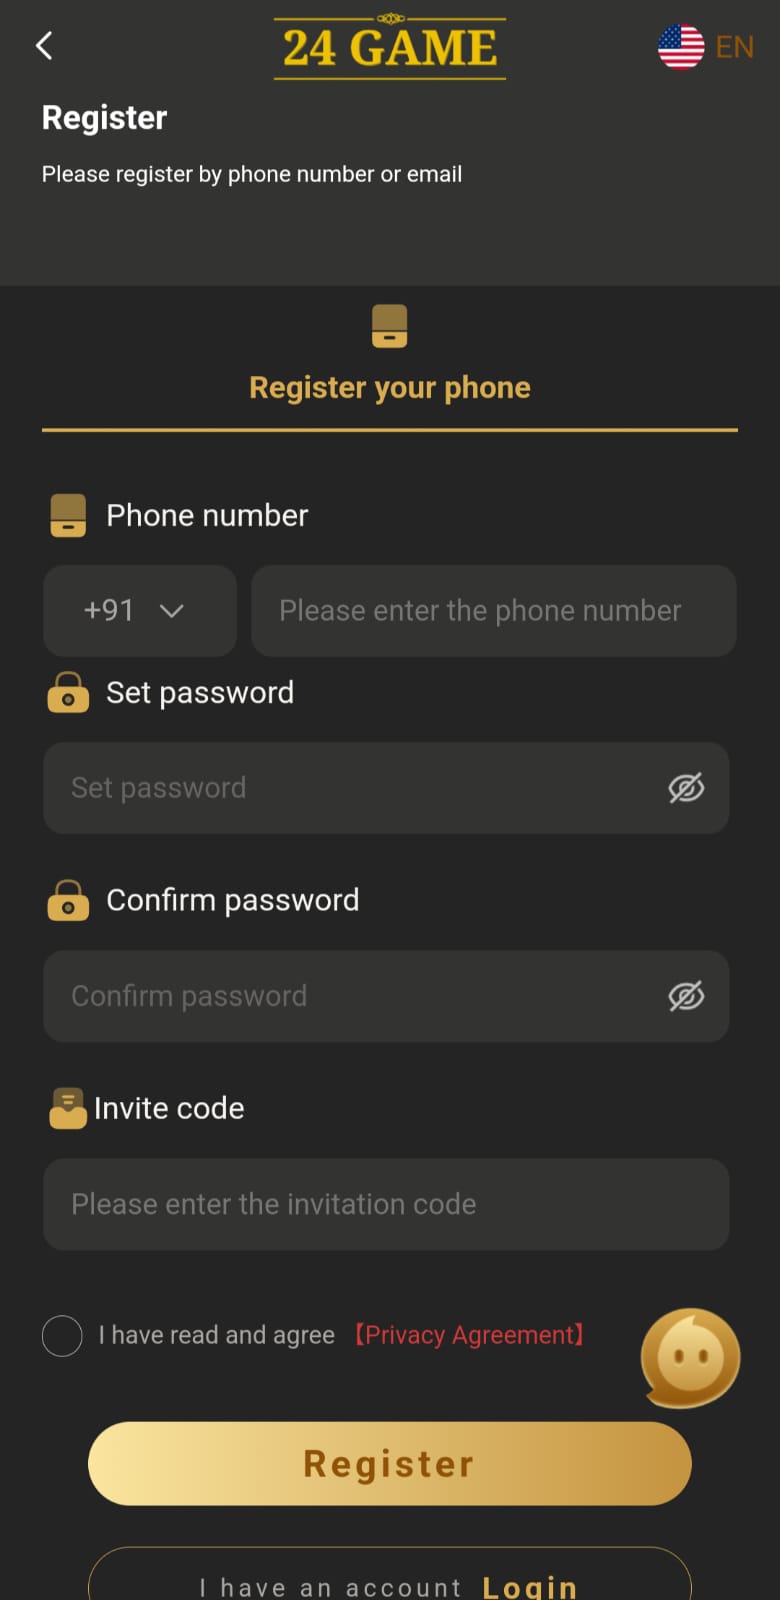 24 GAME
EN
Register
Please register by phone number or email
Register your phone
Phone number
+91
Please enter the phone number
Set password
Set password
Confirm password
Confirm password
Invite code
Please enter the invitation code
I have read and agree 【Privacy Agreement】
Register
I have an account Login